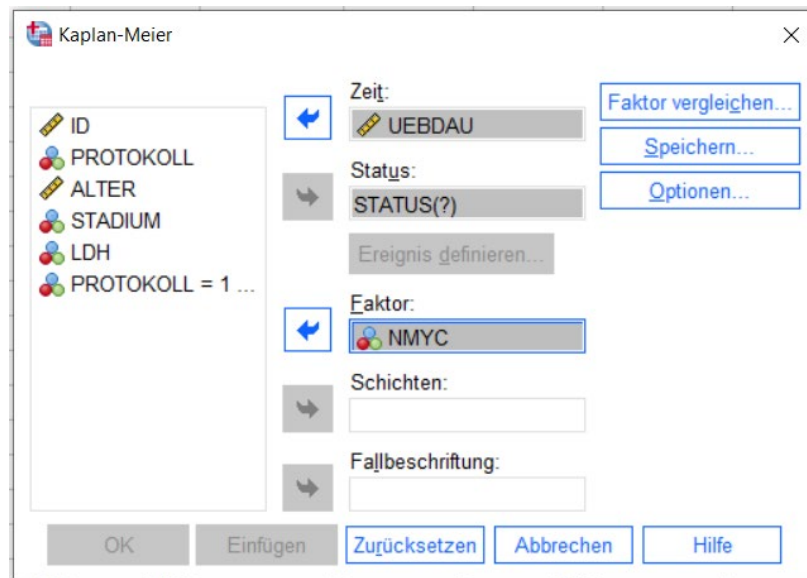 Kaplan-Meier
ID
PROTOKOLL
ALTER
STADIUM
LDH
PROTOKOLL = 1 ...
Zeit:
UEBDAU
Status:
STATUS(?)
Ereignis definieren...
Faktor:
NMYC
Schichten:
Fallbeschriftung:
Faktor vergleichen...
Speichern...
Optionen...
OK
Einfügen
Zurücksetzen
Abbrechen
Hilfe